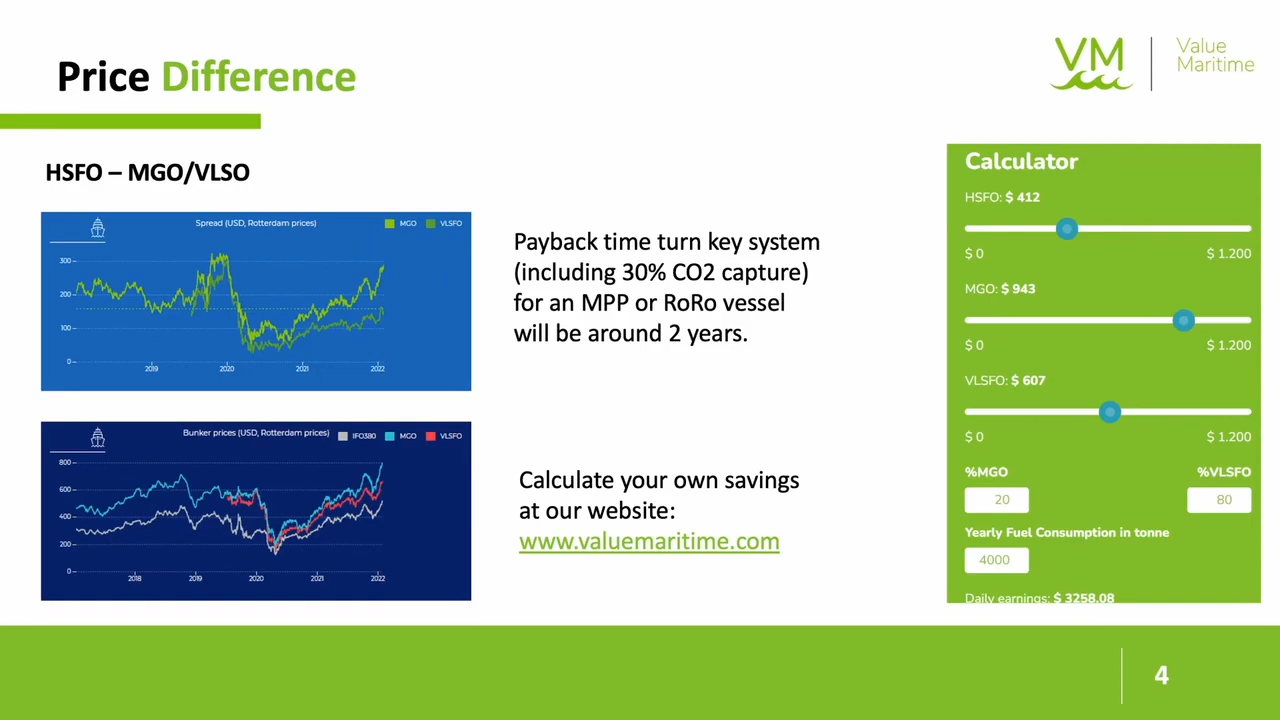 Price Difference
VM
Value
Maritime
HSFO – MGO/VLSO
Spread (USD, Rotterdam prices)
MGO
VLSFO
300
200
100
0
2019
2020
2021
2022
Bunker prices (USD, Rotterdam prices)
IFO380
MGO
VLSFO
800
600
400
200
0
2018
2019
2020
2021
2022
Payback time turn key system
(including 30% CO2 capture)
for an MPP or RoRo vessel
will be around 2 years.
Calculate your own savings
at our website:
www.valuemaritime.com
Calculator
HSFO: $ 412
$ 0
$ 1.200
MGO: $ 943
$ 0
$ 1.200
VLSFO: $ 607
$ 0
$ 1.200
%MGO
%VLSFO
20
80
Yearly Fuel Consumption in tonne
4000
Daily earnings: $ 3258.08
4